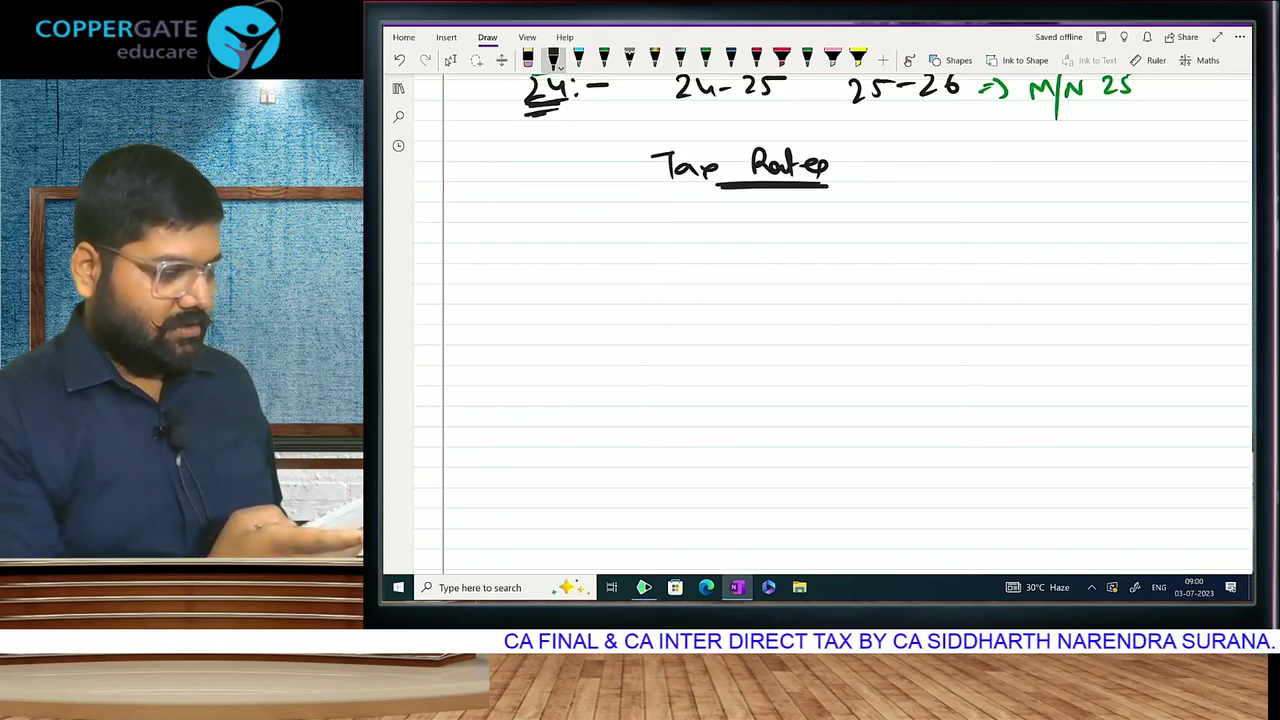 COPPERGATE
educare
Home Insert Draw View Help
Saved offline
Share
Shapes
Ink to Shape
Ink to Text
Ruler
Maths
24:- 24-25 25-26 => M/N 25
Tax Rates
Type here to search
30°C Haze
ENG
09:00
03-07-2023
CA FINAL & CA INTER DIRECT TAX BY CA SIDDHARTH NARENDRA SURANA.